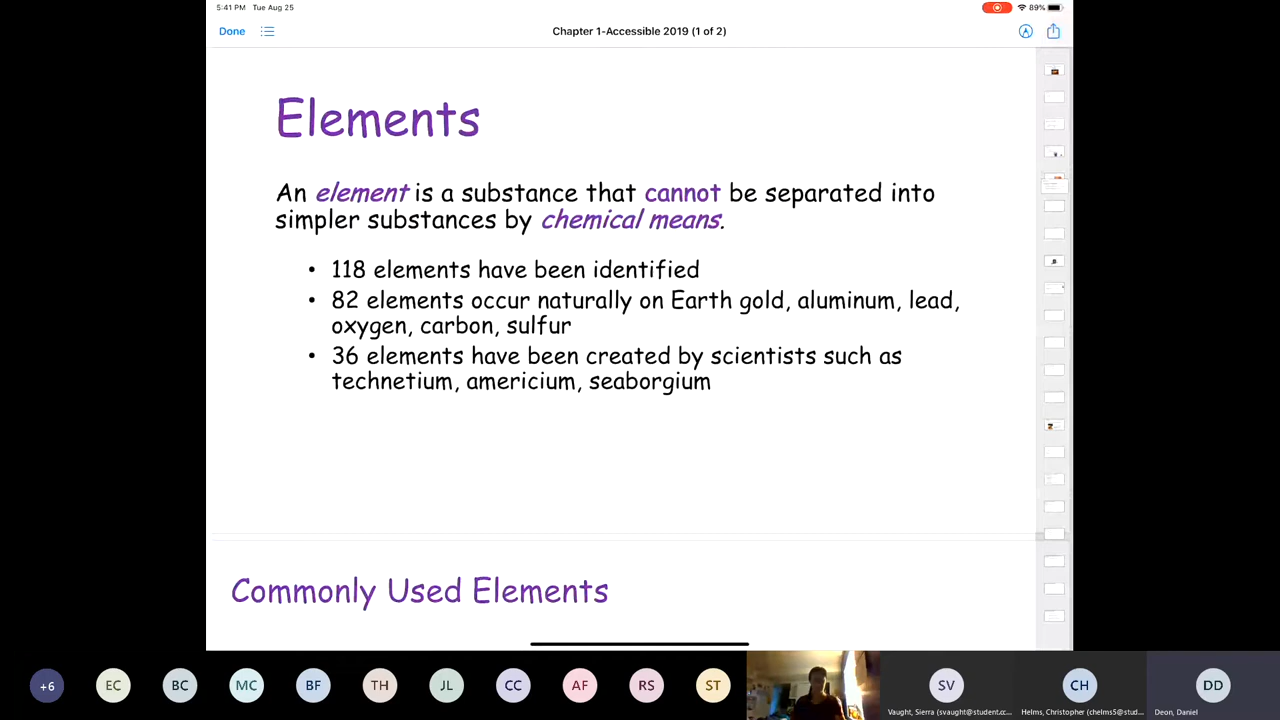 5:41 PM Tue Aug 25
89%
Done
Chapter 1-Accessible 2019 (1 of 2)
Elements
An element is a substance that cannot be separated into
simpler substances by chemical means.
• 118 elements have been identified
• 82 elements occur naturally on Earth gold, aluminum, lead,
oxygen, carbon, sulfur
• 36 elements have been created by scientists such as
technetium, americium, seaborgium
Commonly Used Elements
+6
EC
BC
MC
BF
TH
JL
CC
AF
RS
ST
SV
CH
DD
Vaught, Sierra (svaught@student.cc...
Helms, Christopher (chelms5@stud...
Deon, Daniel